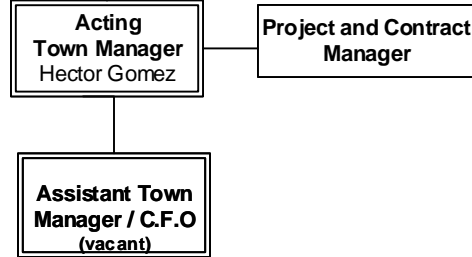 Acting
Town Manager
Hector Gomez
Project and Contract
Manager
Assistant Town
Manager / C.F.O
(vacant)